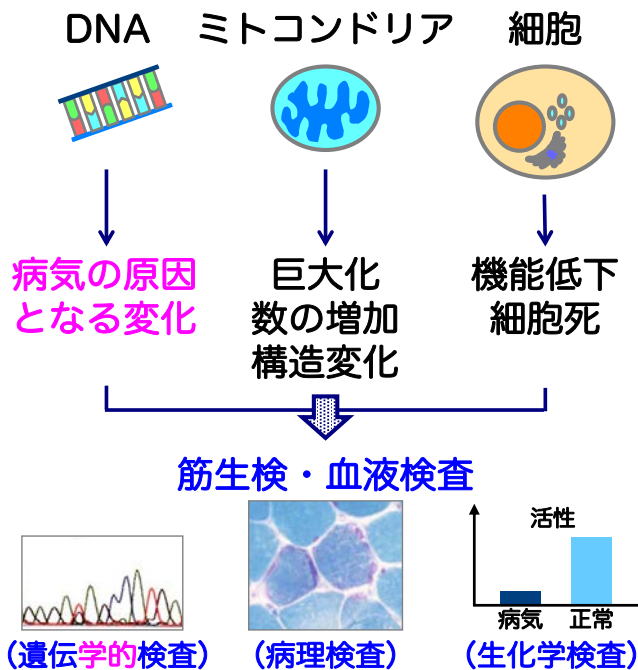 DNA
ミトコンドリア
細胞
病気の原因
となる変化
巨大化
数の増加
構造変化
機能低下
細胞死
筋生検・血液検査
活性
病気
正常
（遺伝学的検査）
（病理検査）
（生化学検査）